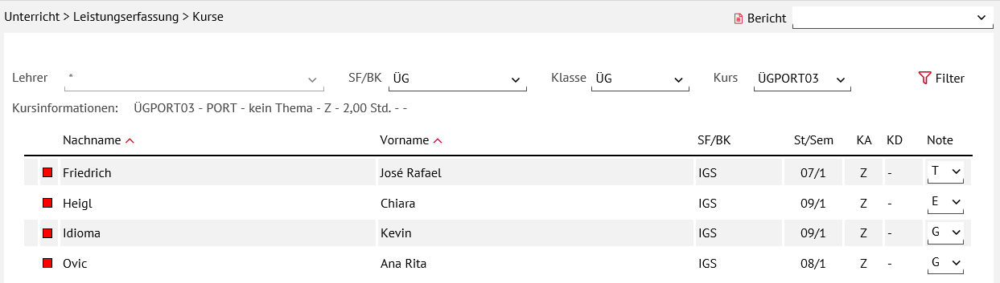 Unterricht > Leistungserfassung > Kurse
Bericht
Lehrer * SF/BK ÜG Klasse ÜG Kurs ÜGPORT03 Filter
Kursinformationen: ÜGPORT03 - PORT - kein Thema - Z - 2,00 Std. - -
Nachname Vorname SF/BK St/Sem KA KD Note
Friedrich José Rafael IGS 07/1 Z - T
Heigl Chiara IGS 09/1 Z - E
Idioma Kevin IGS 09/1 Z - G
Ovic Ana Rita IGS 08/1 Z - G